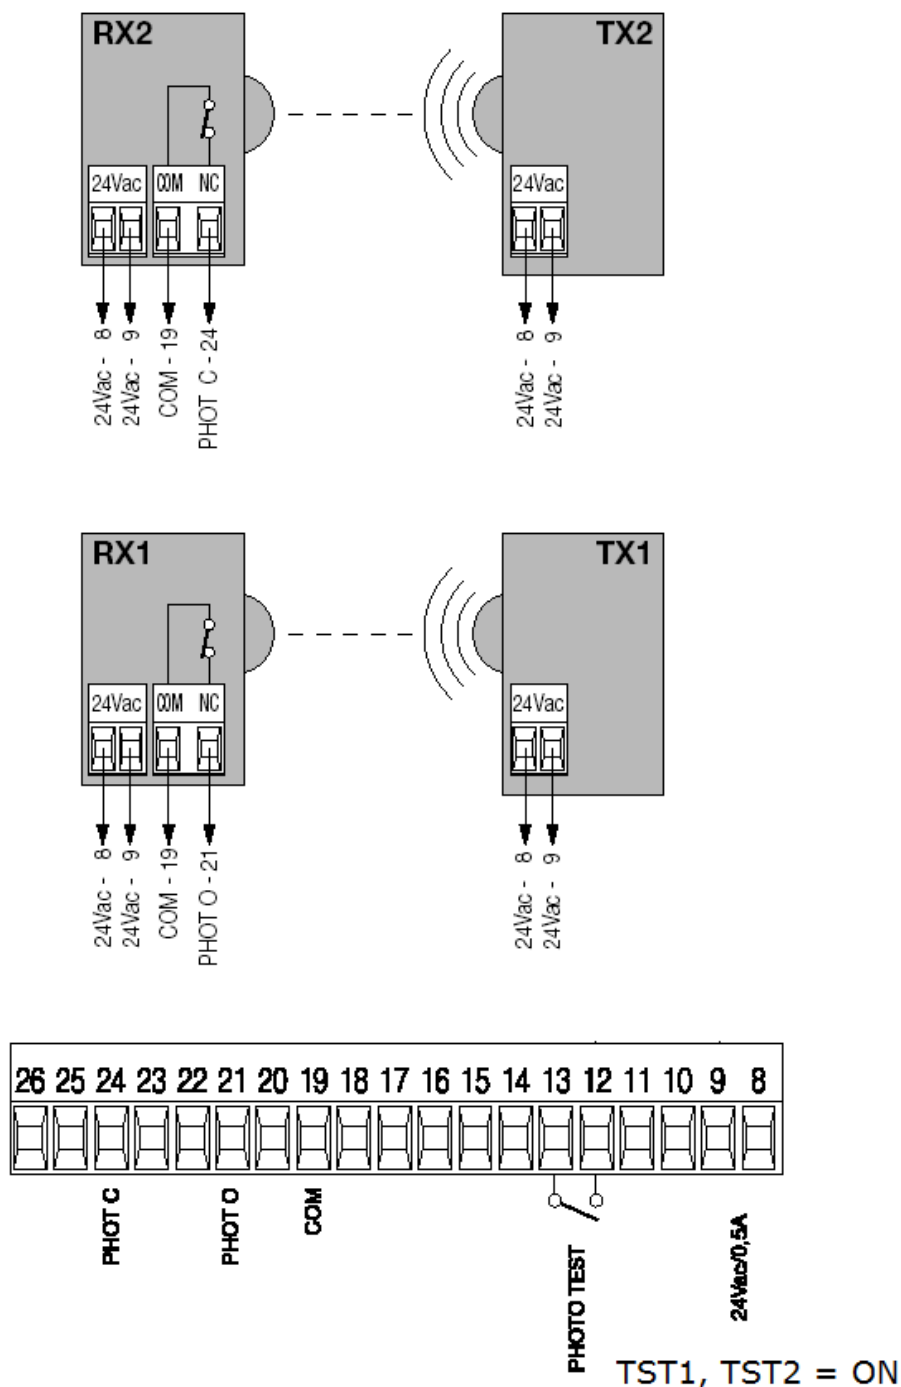 RX2 TX2
24Vac COM NC 24Vac
24Vac - 8
24Vac - 9
COM - 19
PHOT C - 24
24Vac - 8
24Vac - 9
RX1 TX1
24Vac COM NC 24Vac
24Vac - 8
24Vac - 9
COM - 19
PHOT O - 21
24Vac - 8
24Vac - 9
26 25 24 23 22 21 20 19 18 17 16 15 14 13 12 11 10 9 8
PHOT C
PHOT O
COM
PHOTO TEST
24Vac/0,5A
TST1, TST2 = ON